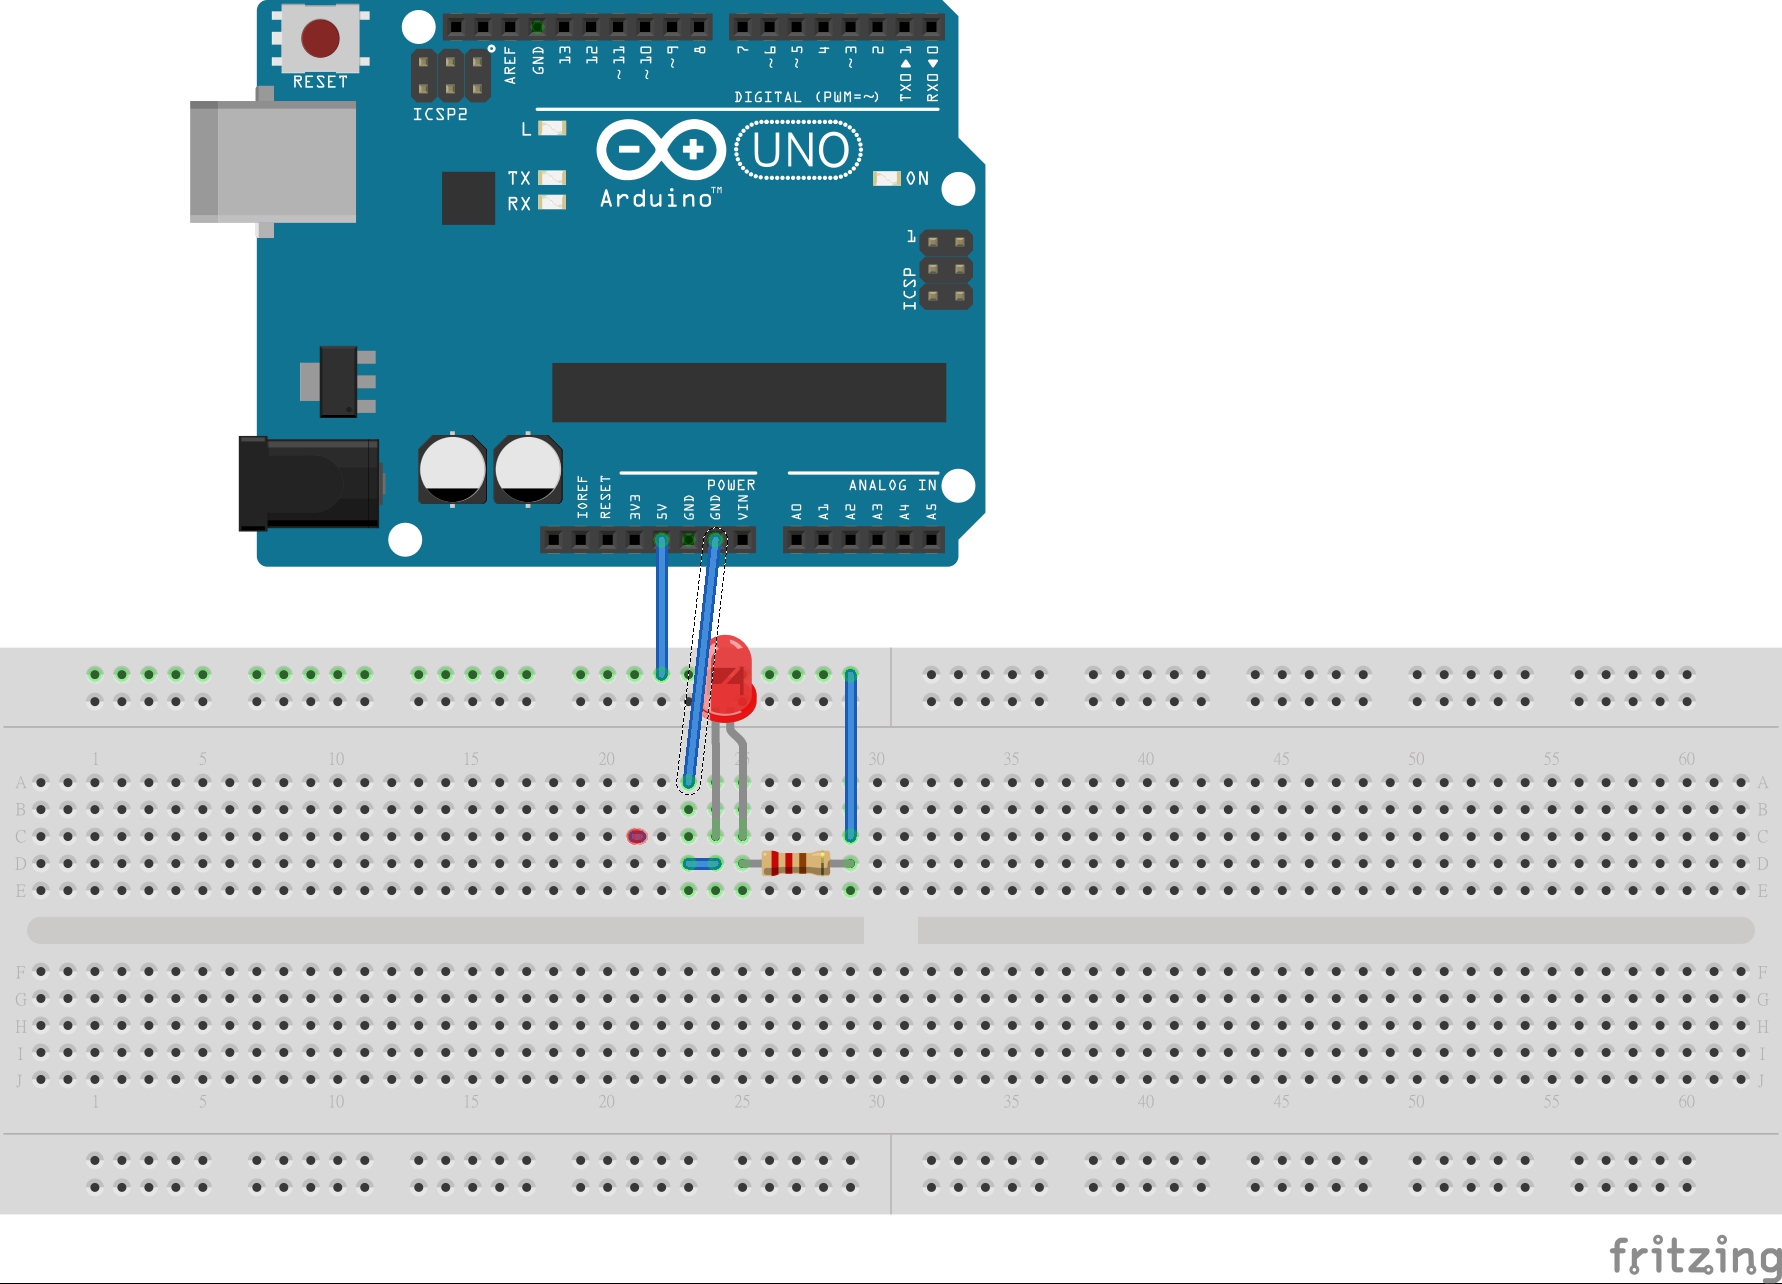 RESET
ICSP2
AREF
GND
13
12
~11
~10
~9
8
7
~6
~5
4
~3
2
TX0▶1
RX0◀0
DIGITAL (PWM=~)
L
TX
RX
Arduino™
UNO
ON
1
ICSP
POWER
ANALOG IN
IOREF
RESET
3V3
5V
GND
GND
VIN
A0
A1
A2
A3
A4
A5
1 5 10 15 20 25 30 35 40 45 50 55 60
A A
B B
C C
D D
E E
F F
G G
H H
I I
J J
1 5 10 15 20 25 30 35 40 45 50 55 60
fritzing